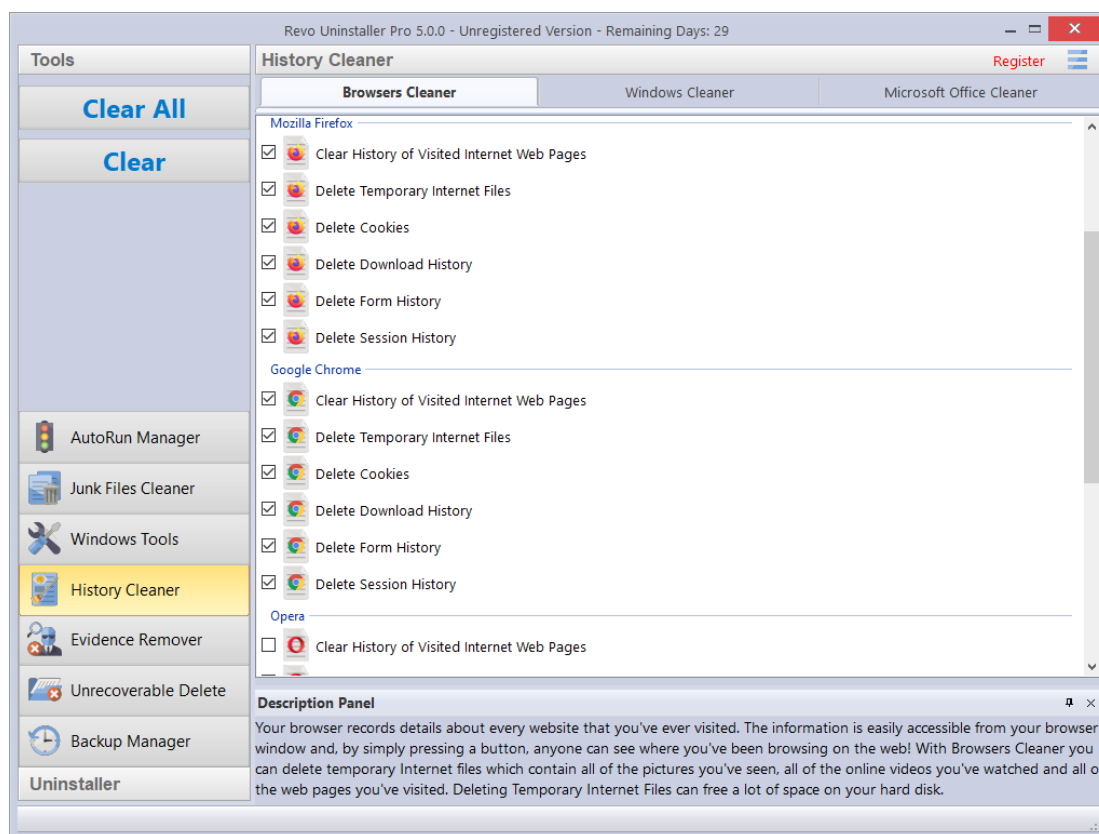 Revo Uninstaller Pro 5.0.0 - Unregistered Version - Remaining Days: 29
Tools
Clear All
Clear
AutoRun Manager
Junk Files Cleaner
Windows Tools
History Cleaner
Evidence Remover
Unrecoverable Delete
Backup Manager
Uninstaller
History Cleaner
Register
Browsers Cleaner
Windows Cleaner
Microsoft Office Cleaner
Mozilla Firefox
Clear History of Visited Internet Web Pages
Delete Temporary Internet Files
Delete Cookies
Delete Download History
Delete Form History
Delete Session History
Google Chrome
Clear History of Visited Internet Web Pages
Delete Temporary Internet Files
Delete Cookies
Delete Download History
Delete Form History
Delete Session History
Opera
Clear History of Visited Internet Web Pages
Description Panel
Your browser records details about every website that you've ever visited. The information is easily accessible from your browser
window and, by simply pressing a button, anyone can see where you've been browsing on the web! With Browsers Cleaner you
can delete temporary Internet files which contain all of the pictures you've seen, all of the online videos you've watched and all o
the web pages you've visited. Deleting Temporary Internet Files can free a lot of space on your hard disk.